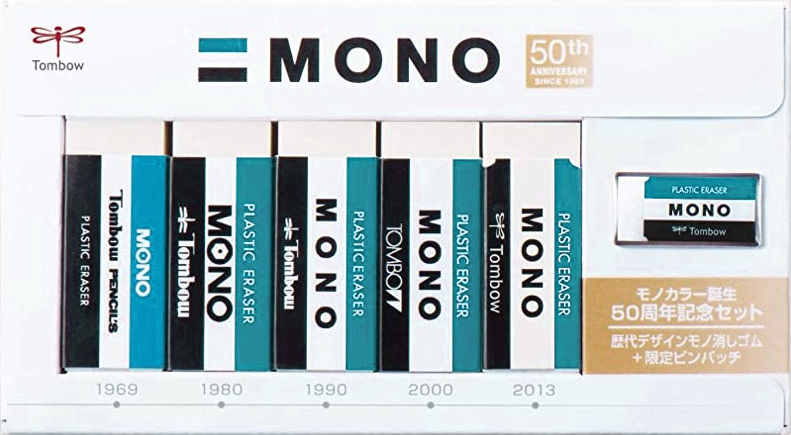 Tombow
MONO
50th
ANNIVERSARY
SINCE 1969
PLASTIC ERASER
Tombow PENCILS
MONO
Tombow
MONO
PLASTIC ERASER
Tombow
MONO
PLASTIC ERASER
TOMBOW
MONO
PLASTIC ERASER
Tombow
MONO
PLASTIC ERASER
PLASTIC ERASER
MONO
Tombow
モノカラー誕生
50周年記念セット
歴代デザインモノ消しゴム
+限定ピンバッチ
1969
1980
1990
2000
2013